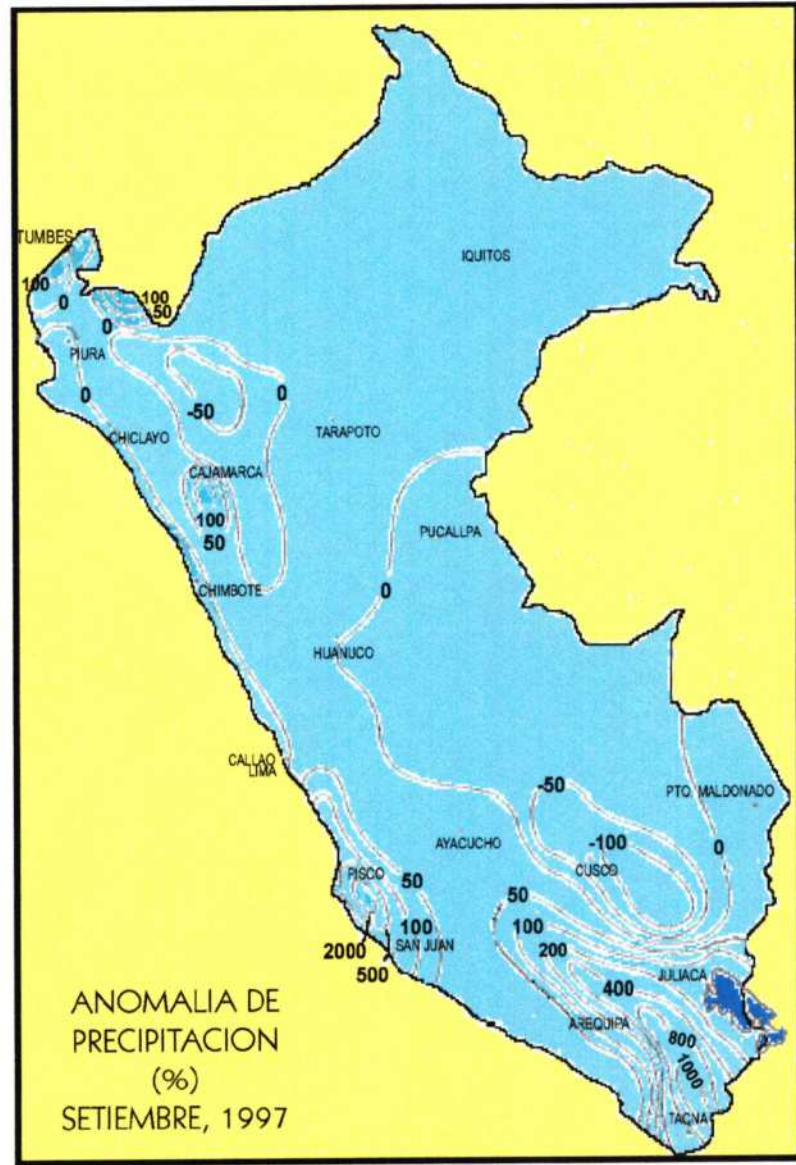 TUMBES
IQUITOS
100
0
100
50
0
PIURA
0
-50
0
CHICLAYO
TARAPOTO
CAJAMARCA
100
50
PUCALLPA
CHIMBOTE
0
HUANUCO
CALLAO
LIMA
-50
PTO. MALDONADO
AYACUCHO
-100
0
CUSCO
PISCO
50
50
100
100
2000
SAN JUAN
200
500
JULIACA
400
AREQUIPA
800
1000
TACNA
ANOMALIA DE
PRECIPITACION
(%)
SETIEMBRE, 1997